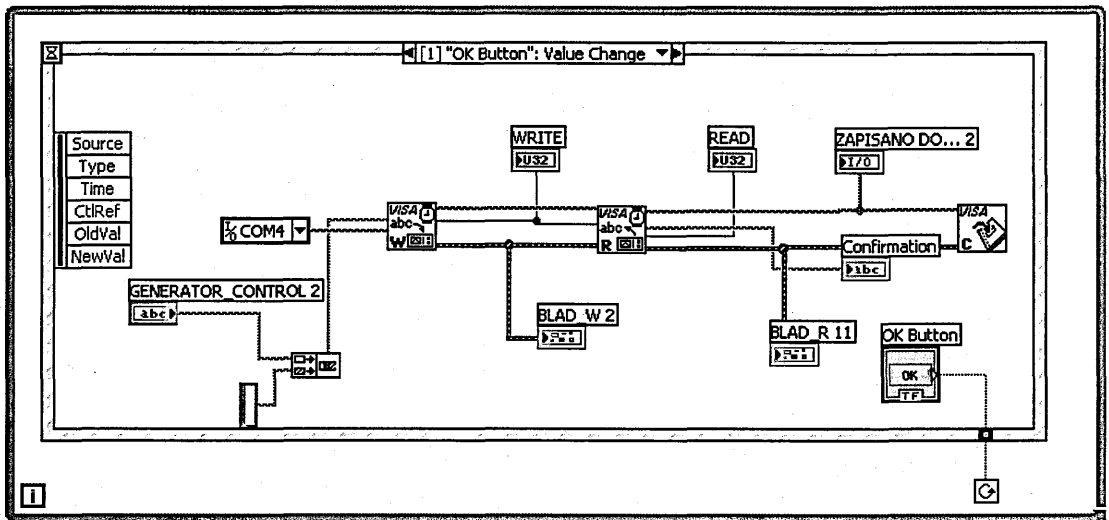 [1] "OK Button": Value Change
Source
Type
Time
CtlRef
OldVal
NewVal
WRITE
U32
READ
U32
ZAPISANO DO... 2
I/O
VISA
abc
W
VISA
abc
R
VISA
C
I/O COM4
Confirmation
abc
GENERATOR_CONTROL 2
abc
BLAD_W 2
BLAD_R 11
OK Button
OK
TF
i